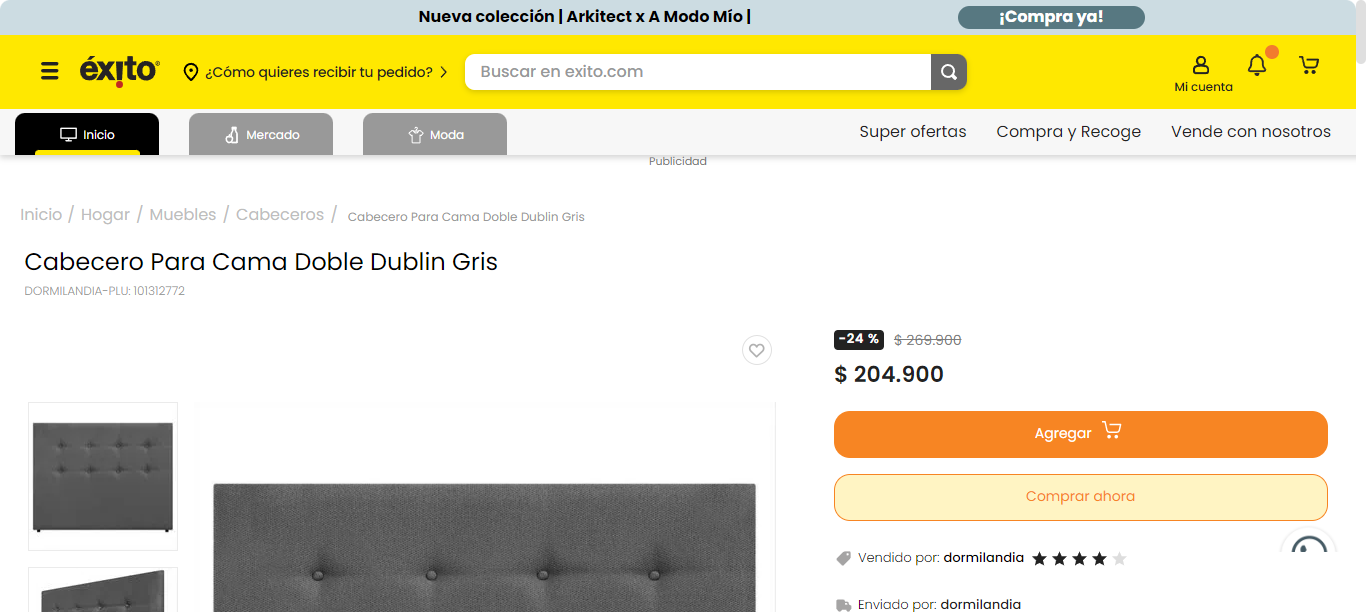 Nueva colección | Arkitect x A Modo Mío |
¡Compra ya!
éxito
¿Cómo quieres recibir tu pedido?
Buscar en exito.com
Mi cuenta
Inicio
Mercado
Moda
Super ofertas
Compra y Recoge
Vende con nosotros
Publicidad
Inicio / Hogar / Muebles / Cabeceros / Cabecero Para Cama Doble Dublin Gris
Cabecero Para Cama Doble Dublin Gris
DORMILANDIA-PLU: 101312772
-24 % $ 269.900
$ 204.900
Agregar
Comprar ahora
Vendido por: dormilandia
Enviado por: dormilandia